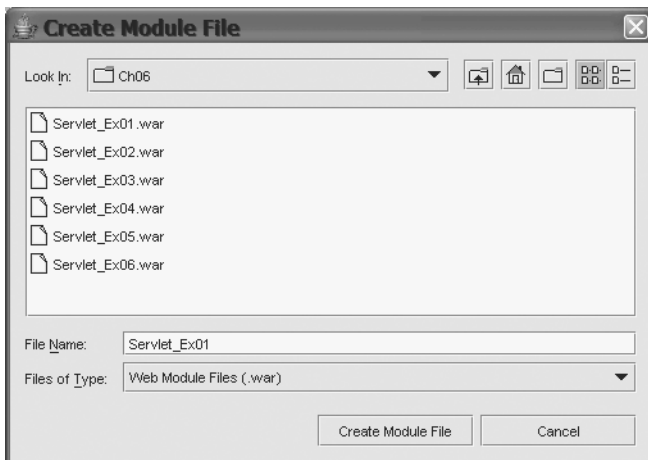 Create Module File
Look In: Ch06
Servlet_Ex01.war
Servlet_Ex02.war
Servlet_Ex03.war
Servlet_Ex04.war
Servlet_Ex05.war
Servlet_Ex06.war
File Name: Servlet_Ex01
Files of Type: Web Module Files (.war)
Create Module File Cancel